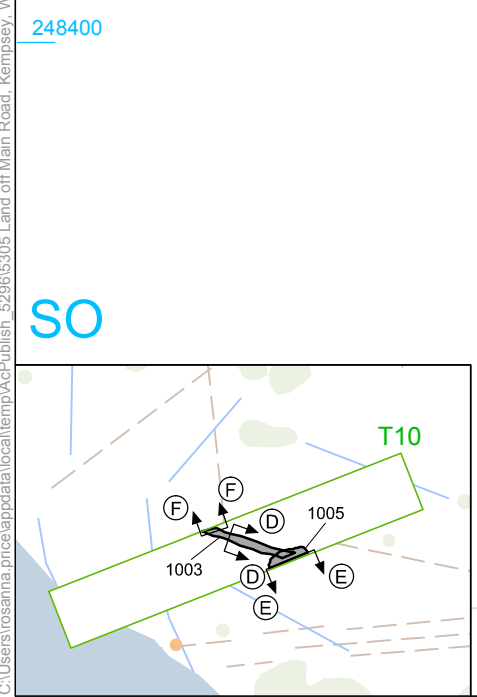 248400
C:\Users\rosanna.price\appdata\local\temp\AcPublish_5296\5305 Land off Main Road, Kempsey,
SO
T10
F
F
D
1005
1003
D
E
E